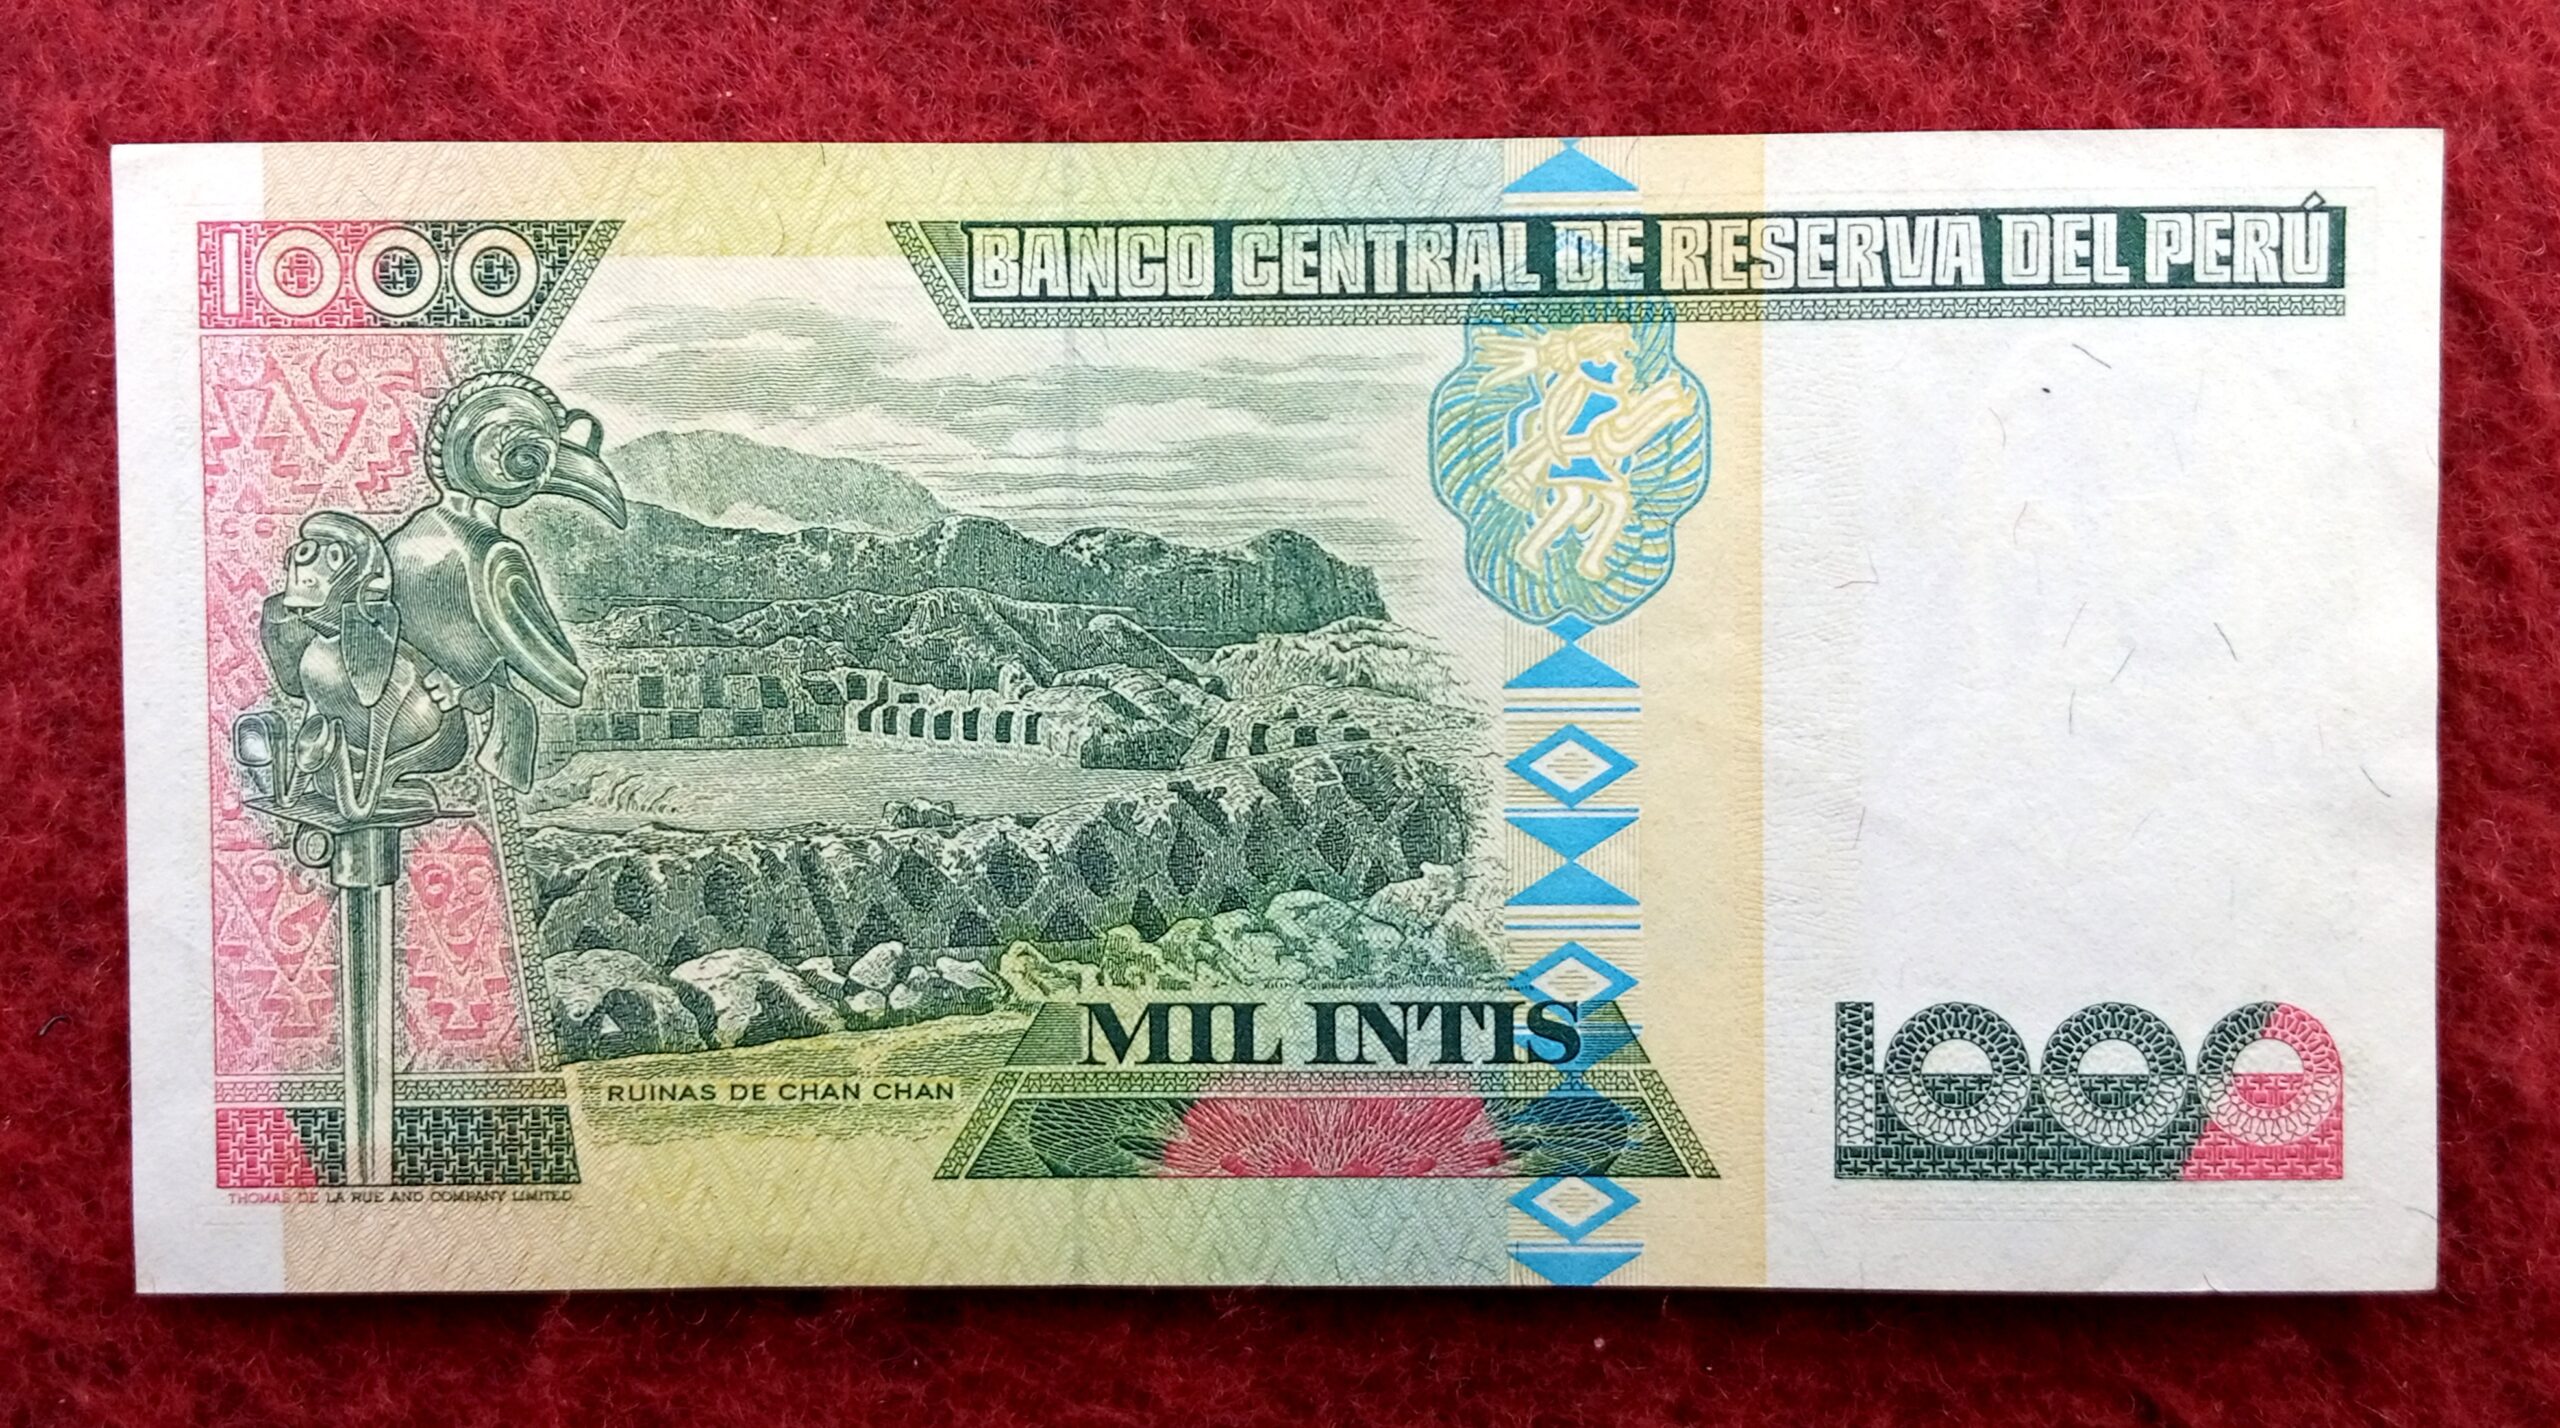 1000
BANCO CENTRAL DE RESERVA DEL PERÚ
MIL INTIS
RUINAS DE CHAN CHAN
1000
THOMAS DE LA RUE AND COMPANY LIMITED